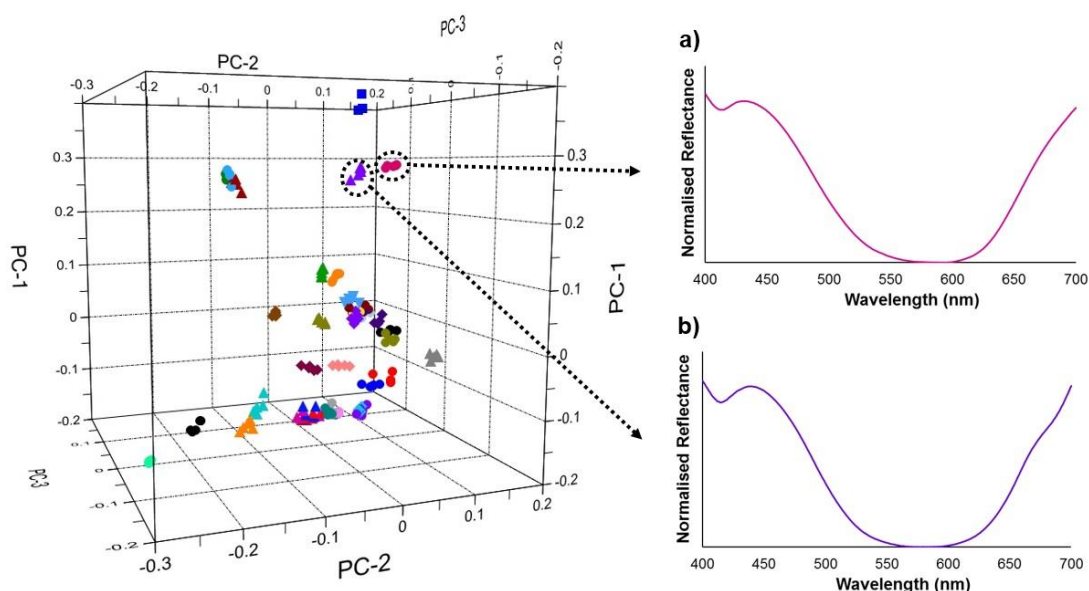 PC-3
PC-2
-0.3 -0.2 -0.1 0 0.1 0.2 0.1 0 -0.1 -0.2
0.3
0.2
0.1
0
-0.1
-0.2
PC-1
0.3
0.2
0.1
0
-0.1
-0.2
PC-1
0.1
0
-0.1
-0.2
PC-3
-0.3 -0.2 -0.1 0 0.1 0.2
PC-2
a)
Normalised Reflectance
400 450 500 550 600 650 700
Wavelength (nm)
b)
Normalised Reflectance
400 450 500 550 600 650 700
Wavelength (nm)